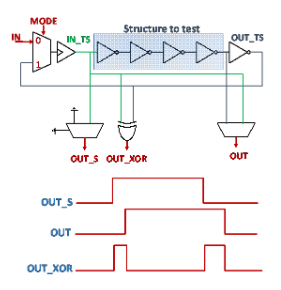 MODE
Structure to test
IN
0
IN_TS
OUT_TS
1
OUT_S
OUT_XOR
OUT
OUT_S
OUT
OUT_XOR